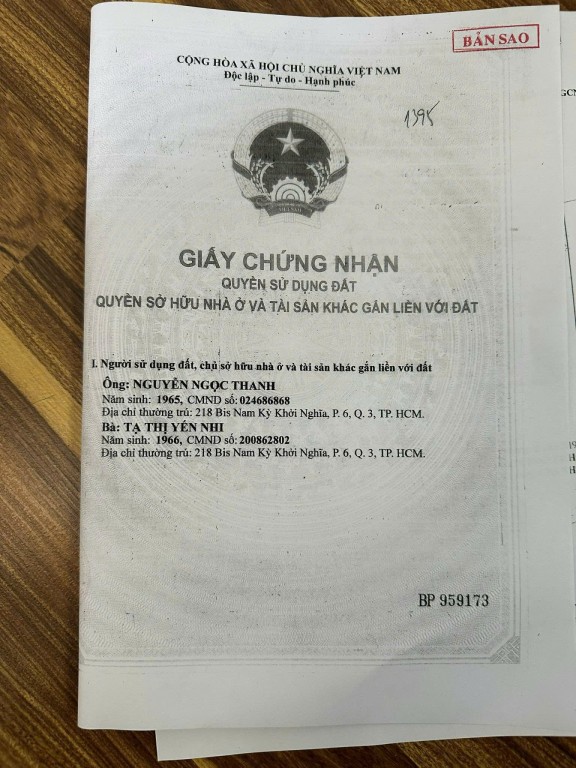 BẢN SAO
CỘNG HÒA XÃ HỘI CHỦ NGHĨA VIỆT NAM
Độc lập - Tự do - Hạnh phúc
1395
VIỆT NAM
GIẤY CHỨNG NHẬN
QUYỀN SỬ DỤNG ĐẤT
QUYỀN SỞ HỮU NHÀ Ở VÀ TÀI SẢN KHÁC GẮN LIỀN VỚI ĐẤT
I. Người sử dụng đất, chủ sở hữu nhà ở và tài sản khác gắn liền với đất
Ông: NGUYỄN NGỌC THANH
Năm sinh: 1965, CMND số: 024686868
Địa chỉ thường trú: 218 Bis Nam Kỳ Khởi Nghĩa, P. 6, Q. 3, TP. HCM.
Bà: TẠ THỊ YẾN NHI
Năm sinh: 1966, CMND số: 200862802
Địa chỉ thường trú: 218 Bis Nam Kỳ Khởi Nghĩa, P. 6, Q. 3, TP. HCM.
BP 959173